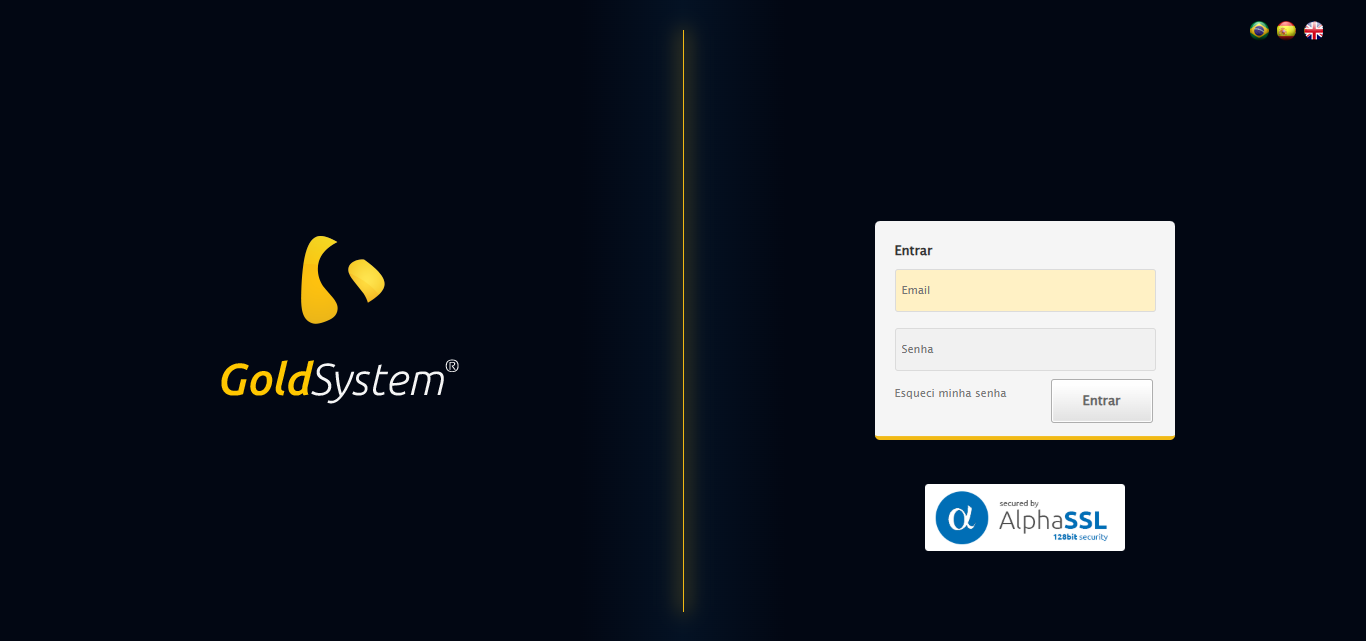 GoldSystem®
Entrar
Email
Senha
Esqueci minha senha
Entrar
α
secured by
AlphaSSL
128bit security